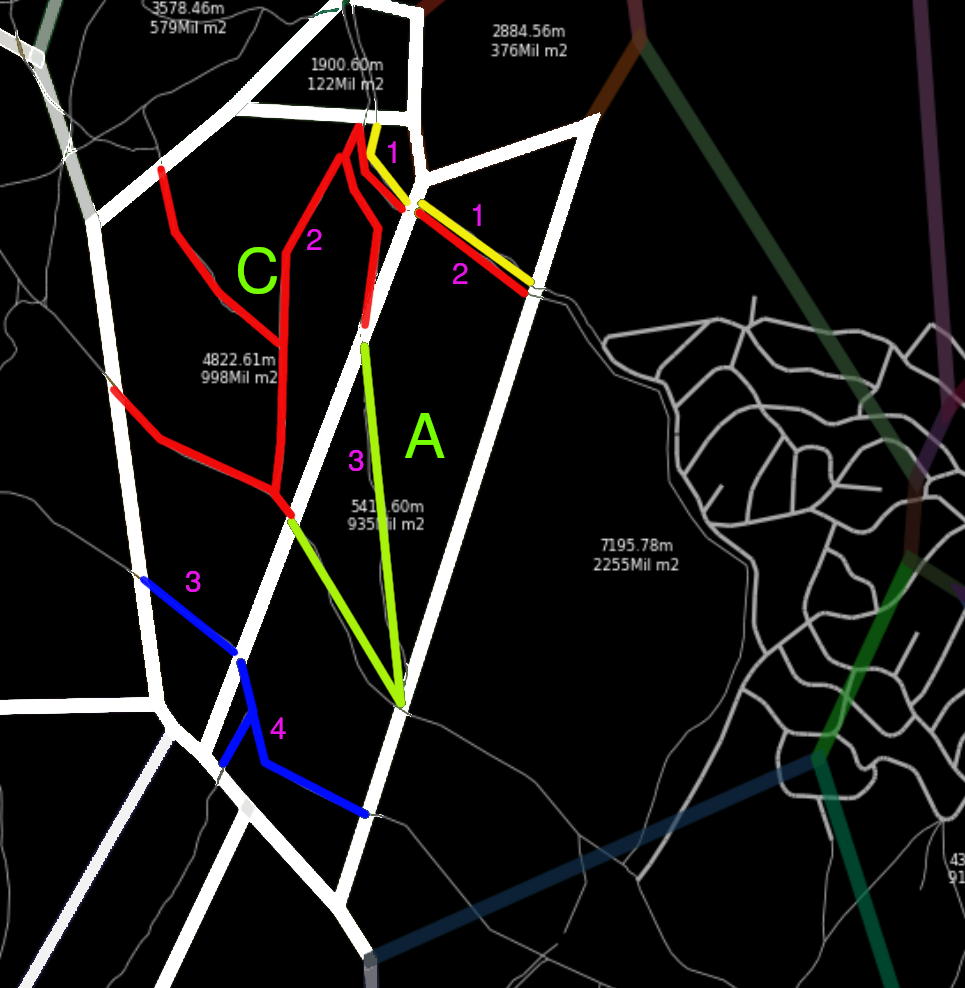 3578.46m
579Mil m2
2884.56m
376Mil m2
1900.60m
122Mil m2
1
1
2
C
2
4822.61m
998Mil m2
A
3
935Mil m2
7195.78m
2255Mil m2
3
4